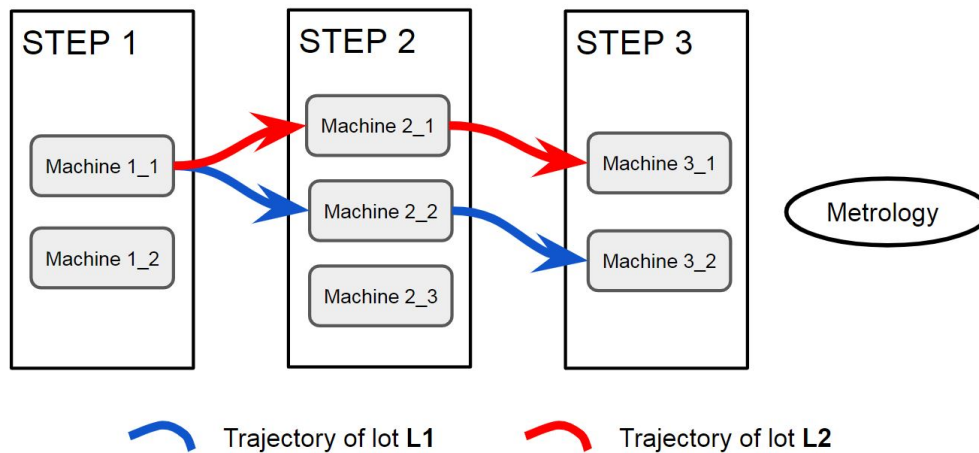 STEP 1
STEP 2
STEP 3
Machine 1_1
Machine 1_2
Machine 2_1
Machine 2_2
Machine 2_3
Machine 3_1
Machine 3_2
Metrology
Trajectory of lot L1
Trajectory of lot L2